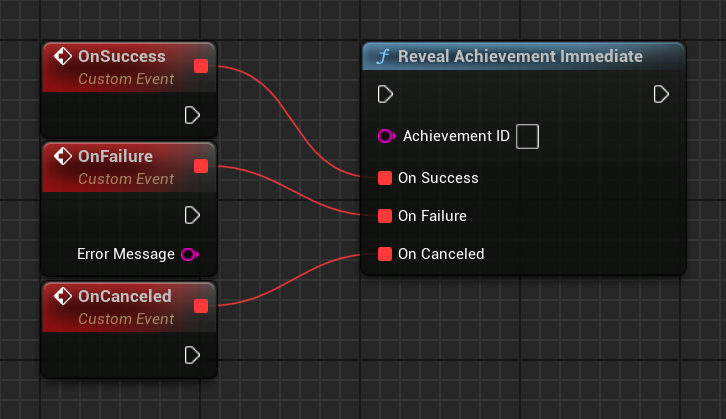 OnSuccess
Custom Event
OnFailure
Custom Event
Error Message
OnCanceled
Custom Event
Reveal Achievement Immediate
Achievement ID
On Success
On Failure
On Canceled